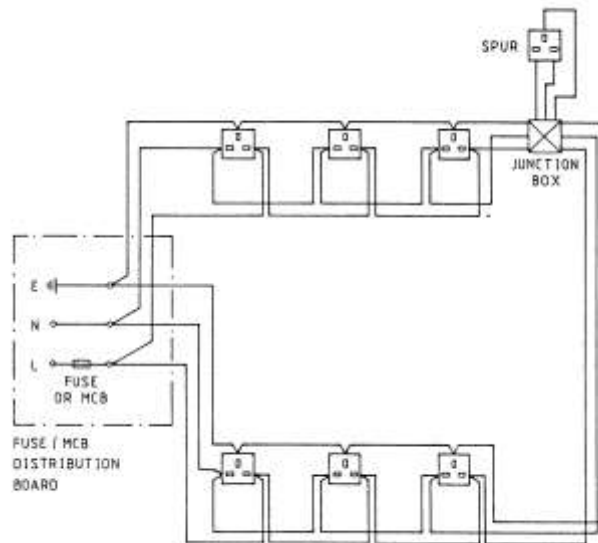 SPUR
JUNCTION
BOX
E
N
L
FUSE
OR MCB
FUSE / MCB
DISTRIBUTION
BOARD